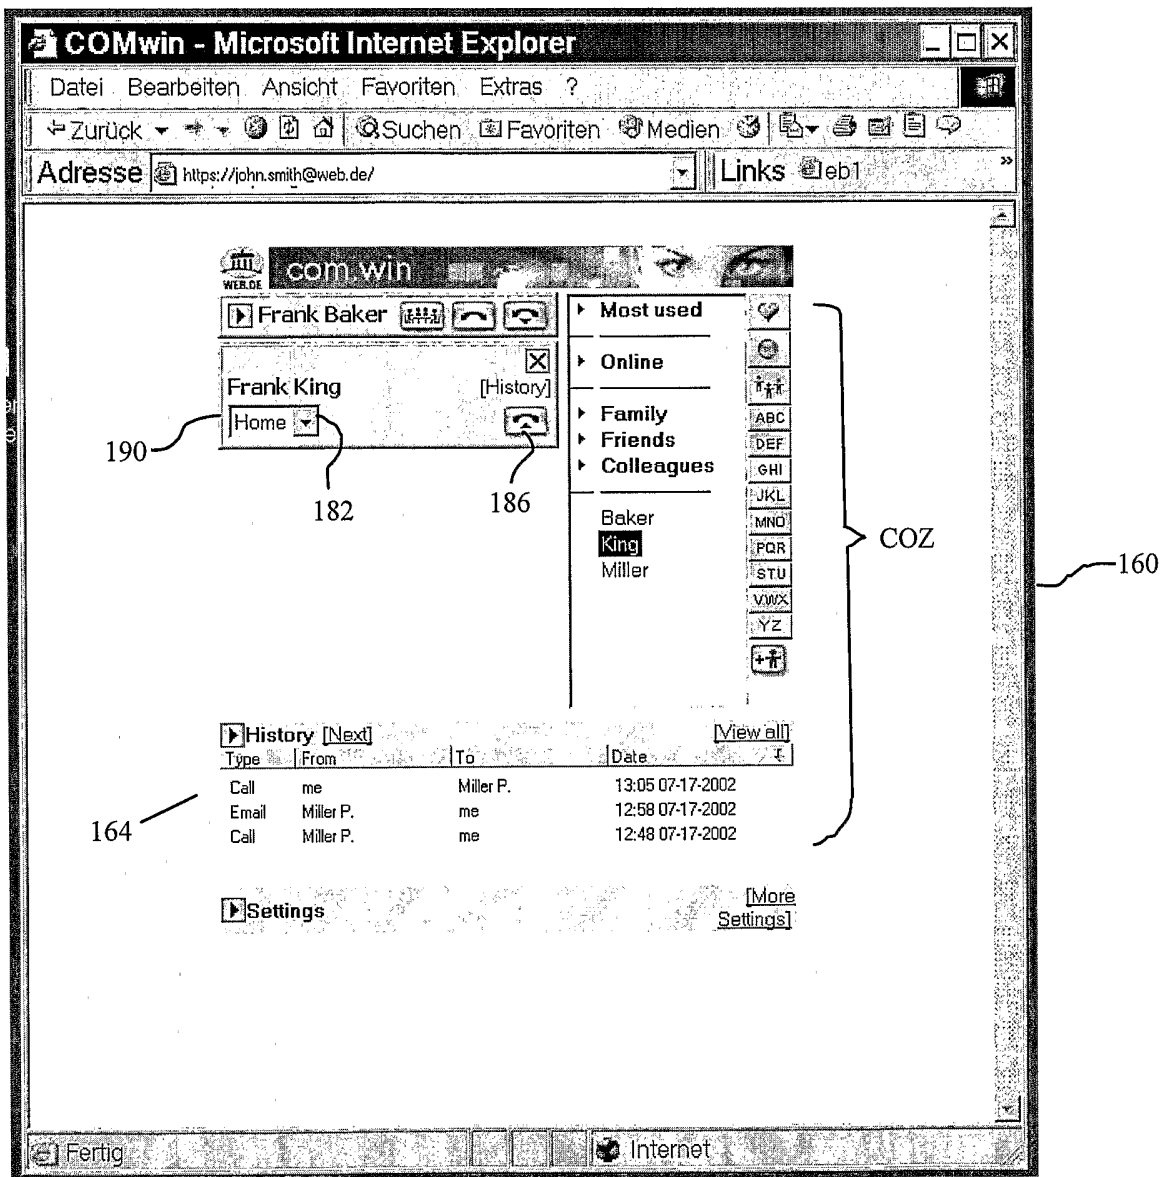 COMwin - Microsoft Internet Explorer
Datei Bearbeiten Ansicht Favoriten Extras ?
Zurück Suchen Favoriten Medien
Adresse https://john.smith@web.de/ Links eb1 »
WEB.DE com.win
Frank Baker
Frank King
[History]
Home
190
182
186
Most used
Online
Family
Friends
Colleagues
Baker
King
Miller
ABC
DEF
GHI
JKL
MNO
PQR
STU
VWX
YZ
COZ
160
History [Next] [View all]
Type From To Date
Call me Miller P. 13:05 07-17-2002
Email Miller P. me 12:58 07-17-2002
Call Miller P. me 12:48 07-17-2002
164
Settings [More
Settings]
Fertig Internet